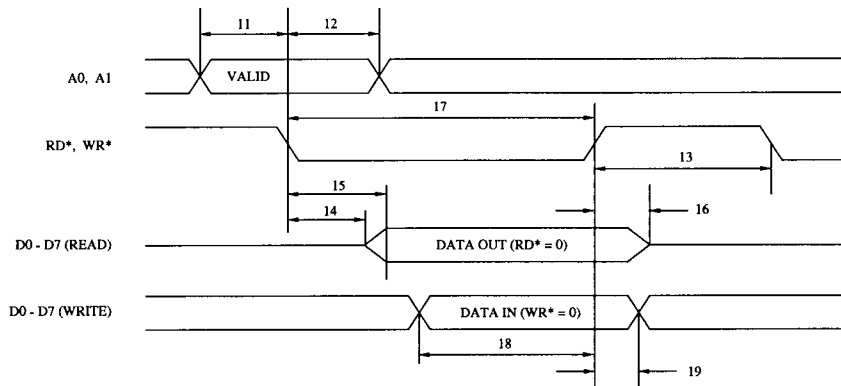 11 12
A0, A1 VALID
17
RD*, WR*
13
15
14 16
D0 - D7 (READ) DATA OUT (RD* = 0)
D0 - D7 (WRITE) DATA IN (WR* = 0)
18
19